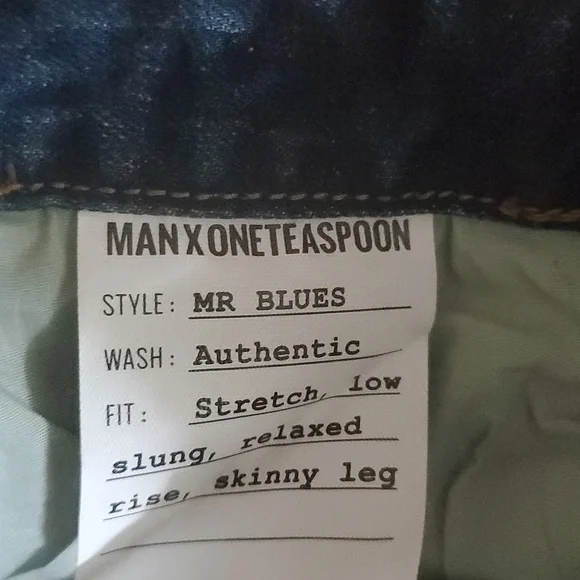 MANXONETEASPOON
STYLE: MR BLUES
WASH: Authentic
FIT: Stretch, low
slung, relaxed
rise, skinny leg